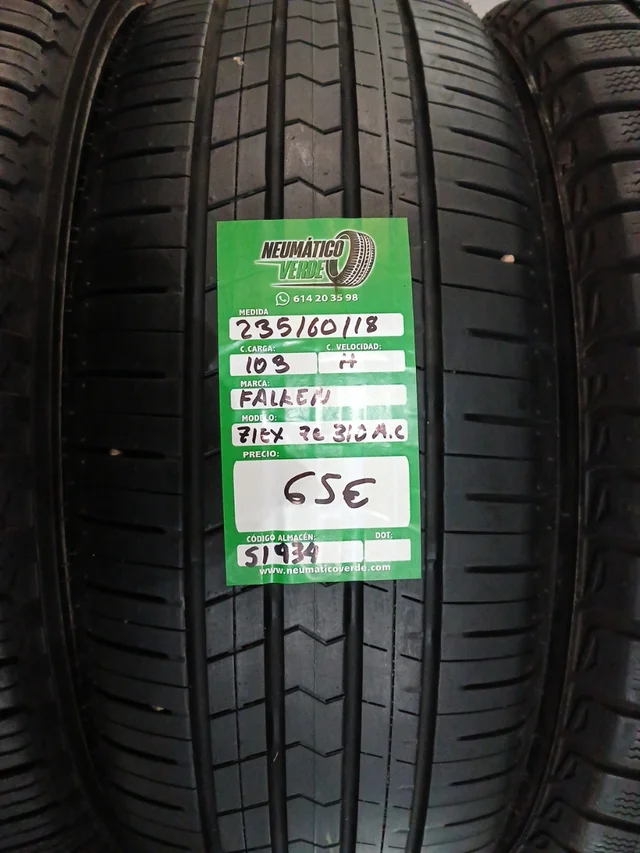 NEUMÁTICO
VERDE
614 20 35 98
MEDIDA
235/60/18
C.CARGA: C. VELOCIDAD:
103 H
MARCA:
FALKEN
MODELO:
ZIEX ZE 310 A.C
PRECIO:
65€
CÓDIGO ALMACÉN: DOT:
51934
www.neumaticoverde.com